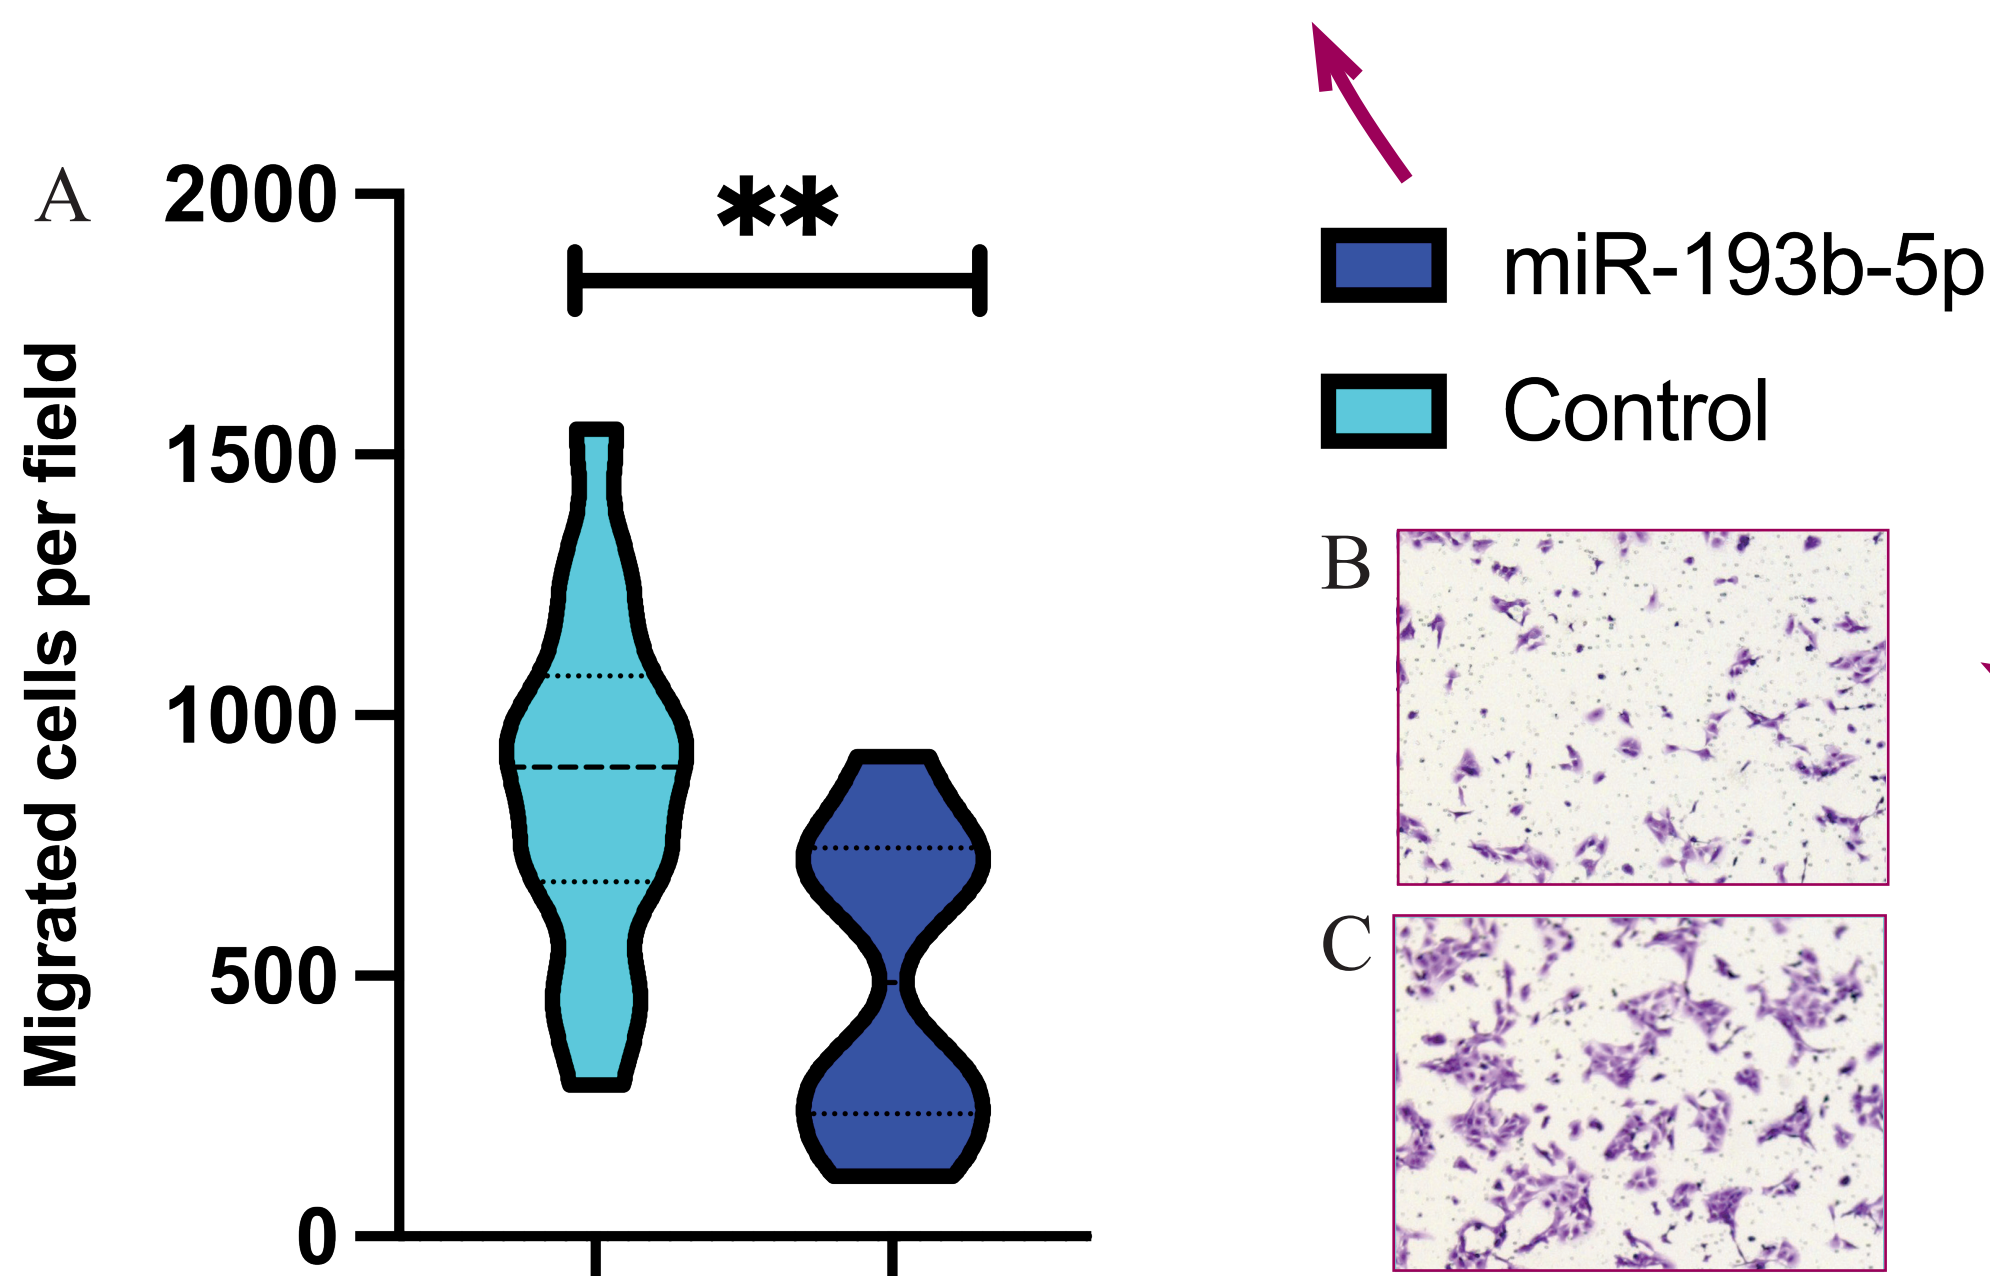 A
2000
1500
1000
500
0
Migrated cells per field
**
miR-193b-5p
Control
B
C